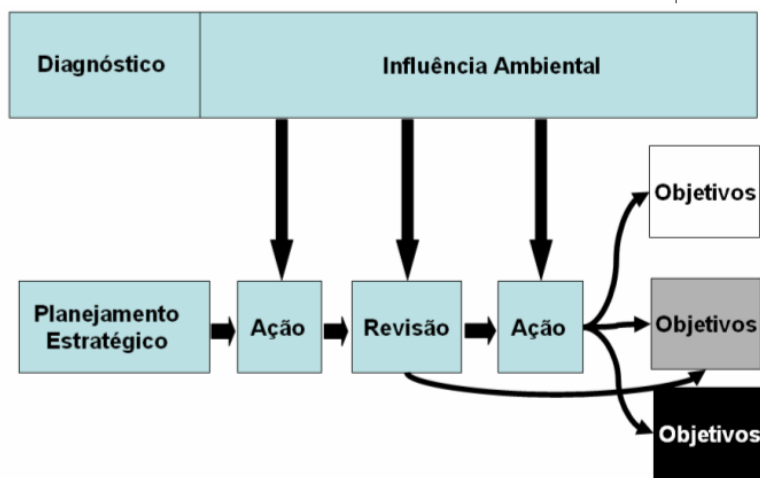 Diagnóstico
Influência Ambiental
Objetivos
Planejamento
Estratégico
Ação
Revisão
Ação
Objetivos
Objetivos